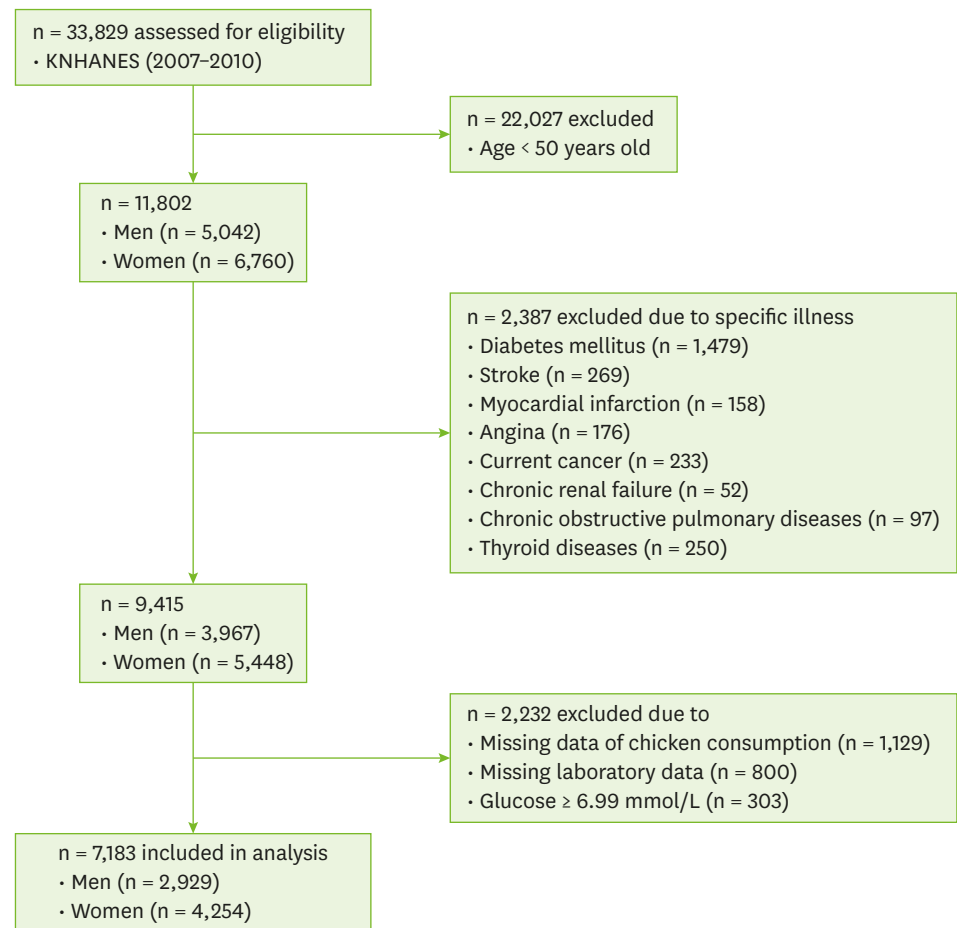 n = 33,829 assessed for eligibility
· KNHANES (2007–2010)
n = 22,027 excluded
· Age < 50 years old
n = 11,802
· Men (n = 5,042)
· Women (n = 6,760)
n = 2,387 excluded due to specific illness
· Diabetes mellitus (n = 1,479)
· Stroke (n = 269)
· Myocardial infarction (n = 158)
· Angina (n = 176)
· Current cancer (n = 233)
· Chronic renal failure (n = 52)
· Chronic obstructive pulmonary diseases (n = 97)
· Thyroid diseases (n = 250)
n = 9,415
· Men (n = 3,967)
· Women (n = 5,448)
n = 2,232 excluded due to
· Missing data of chicken consumption (n = 1,129)
· Missing laboratory data (n = 800)
· Glucose ≥ 6.99 mmol/L (n = 303)
n = 7,183 included in analysis
· Men (n = 2,929)
· Women (n = 4,254)